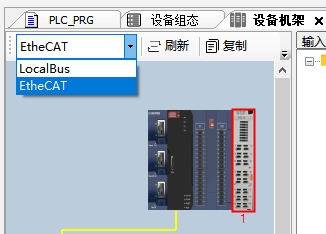 PLC_PRG
设备组态
设备机架
EtheCAT
刷新
复制
输入
LocalBus
EtheCAT
1